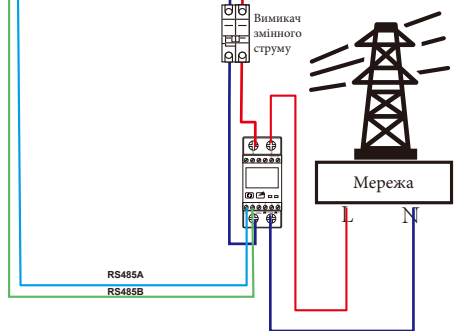 Вимикач
змінного
струму
Мережа
L N
RS485A
RS485B